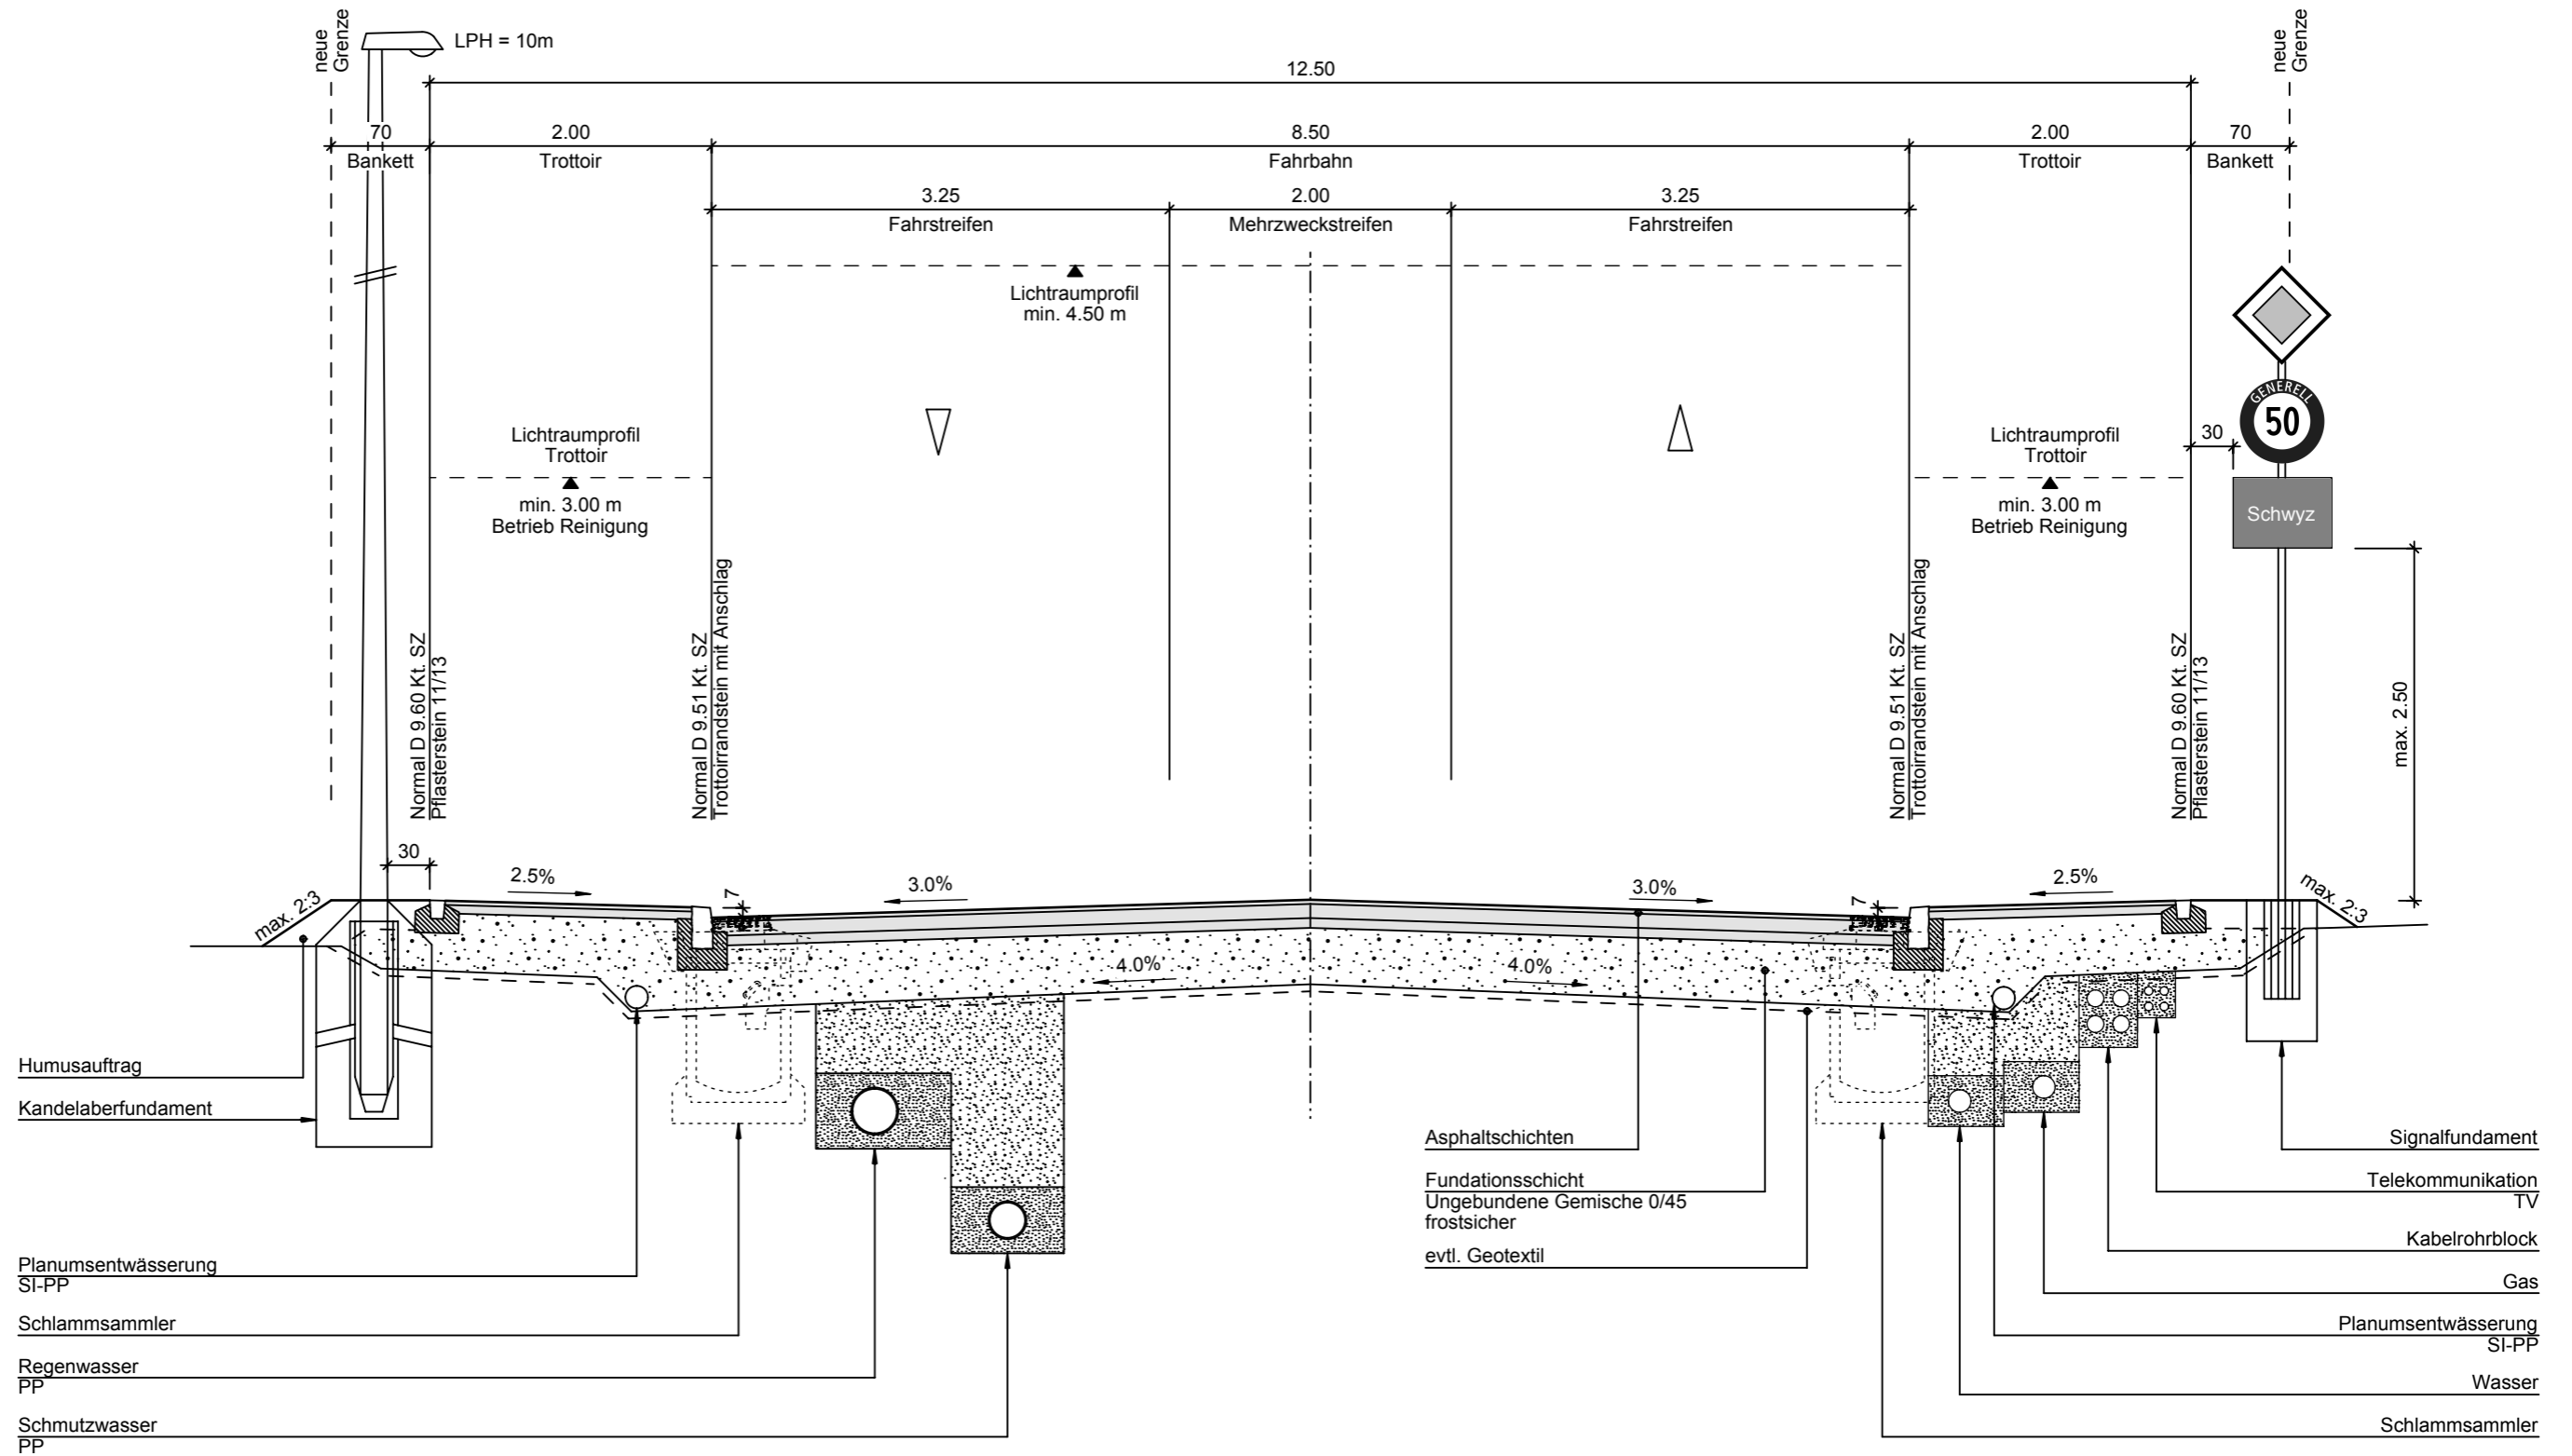 neue
Grenze
LPH = 10m
12.50
neue
Grenze
70
2.00
8.50
2.00
70
Bankett
Trottoir
Fahrbahn
Trottoir
Bankett
3.25
2.00
3.25
Fahrstreifen
Mehrzweckstreifen
Fahrstreifen
Lichtraumprofil
min. 4.50 m
GENERELL
50
30
Lichtraumprofil
Trottoir
min. 3.00 m
Betrieb Reinigung
Lichtraumprofil
Trottoir
min. 3.00 m
Betrieb Reinigung
Schwyz
Normal D 9.60 Kt. SZ
Pflasterstein 11/13
Normal D 9.51 Kt. SZ
Trottoirrandstein mit Anschlag
Normal D 9.51 Kt. SZ
Trottoirrandstein mit Anschlag
Normal D 9.60 Kt. SZ
Pflasterstein 11/13
max. 2.50
30
max. 2:3
2.5%
7
3.0%
3.0%
7
2.5%
max. 2:3
4.0%
4.0%
Humusauftrag
Kandelaberfundament
Planumsentwässerung
SI-PP
Schlammsammler
Regenwasser
PP
Schmutzwasser
PP
Asphaltschichten
Fundationsschicht
Ungebundene Gemische 0/45
frostsicher
evtl. Geotextil
Signalfundament
Telekommunikation
TV
Kabelrohrblock
Gas
Planumsentwässerung
SI-PP
Wasser
Schlammsammler